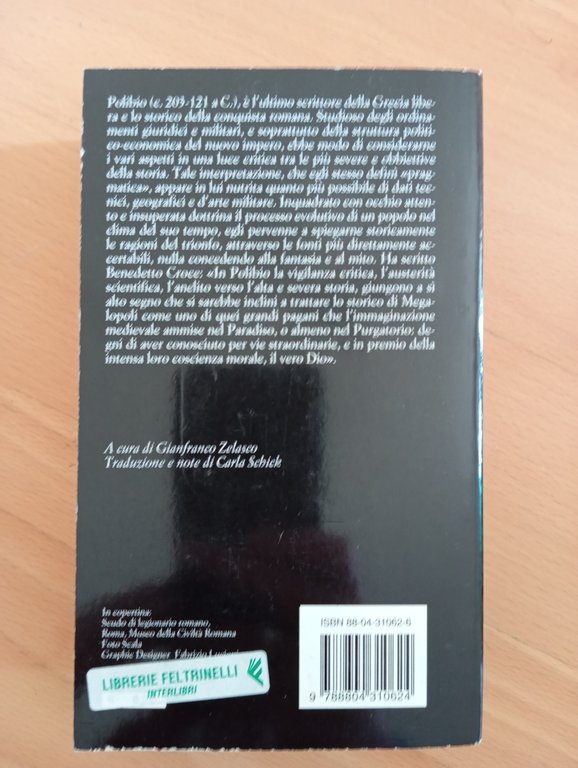 Polibio (c. 203-121 a C.), è l'ultimo scrittore della Grecia libe-
ra e lo storico della conquista romana. Studioso degli ordina-
menti giuridici e militari, e soprattutto della struttura politi-
co-economica del nuovo impero, ebbe modo di considerarne
i vari aspetti in una luce critica tra le più severe e obbiettive
della storia. Tale interpretazione, che egli stesso definì «prag-
matica», appare in lui nutrita quanto più possibile di dati tec-
nici, geografici e d'arte militare. Inquadrato con occhio atten-
to e insuperata dottrina il processo evolutivo di un popolo nel
clima del suo tempo, egli pervenne a spiegarne storicamente
le ragioni del trionfo, attraverso le fonti più direttamente ac-
certabili, nulla concedendo alla fantasia e al mito. Ha scritto
Benedetto Croce: «In Polibio la vigilanza critica, l'austerità
scientifica, l'anelito verso l'alta e severa storia, giungono a sì
alto segno che si sarebbe inclini a trattare lo storico di Mega-
lopoli come uno di quei grandi pagani che l'immaginazione
medievale ammise nel Paradiso, o almeno nel Purgatorio: de-
gni di aver conosciuto per vie straordinarie, e in premio della
intensa loro coscienza morale, il vero Dio».
A cura di Gianfranco Zelasco
Traduzione e note di Carla Schick
In copertina:
Scudo di legionario romano,
Roma, Museo della Civiltà Romana
Foto Scala
Graphic Designer Fabrizio
LIBRERIE FELTRINELLI
INTERLIBRI
ISBN 88-04-31062-6
9 788804 310624